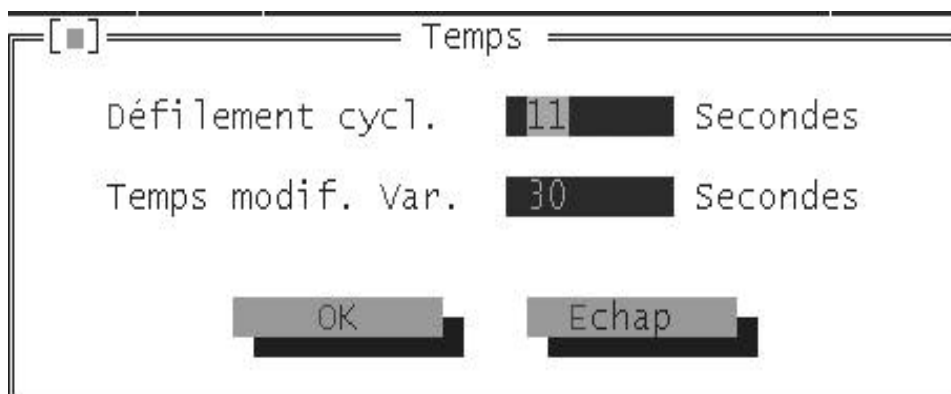 [■] Temps
Défilement cycl. 11 Secondes
Temps modif. Var. 30 Secondes
OK Echap